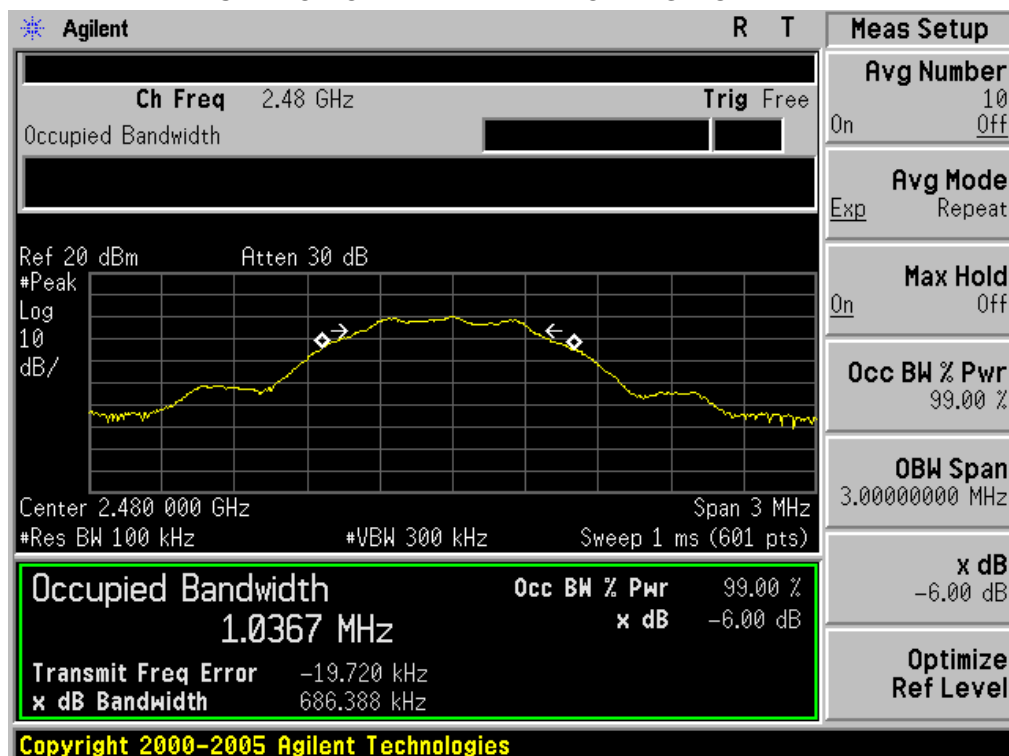 Agilent R T
Meas Setup
Ch Freq 2.48 GHz Trig Free
Occupied Bandwidth
Ref 20 dBm Atten 30 dB
#Peak
Log
10
dB/
Center 2.480 000 GHz Span 3 MHz
#Res BW 100 kHz #VBW 300 kHz Sweep 1 ms (601 pts)
Occupied Bandwidth
1.0367 MHz
Occ BW % Pwr 99.00 %
x dB -6.00 dB
Transmit Freq Error -19.720 kHz
x dB Bandwidth 686.388 kHz
Avg Number
10
On Off
Avg Mode
Exp Repeat
Max Hold
On Off
Occ BW % Pwr
99.00 %
OBW Span
3.00000000 MHz
x dB
-6.00 dB
Optimize
Ref Level
Copyright 2000-2005 Agilent Technologies